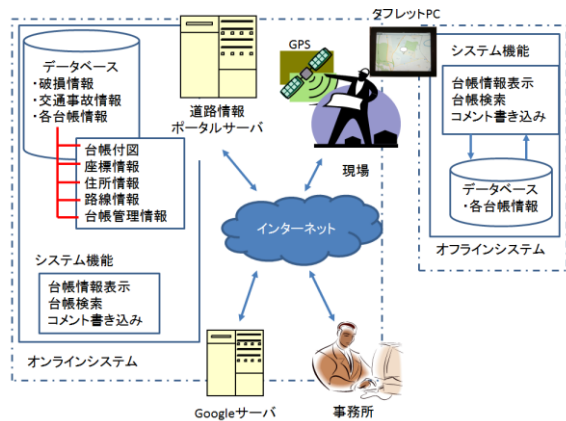 データベース
・破損情報
・交通事故情報
・各台帳情報
台帳付図
座標情報
住所情報
路線情報
台帳管理情報
システム機能
台帳情報表示
台帳検索
コメント書き込み
オンラインシステム
道路情報
ポータルサーバ
GPS
現場
インターネット
Googleサーバ
事務所
タブレットPC
システム機能
台帳情報表示
台帳検索
コメント書き込み
データベース
・各台帳情報
オフラインシステム